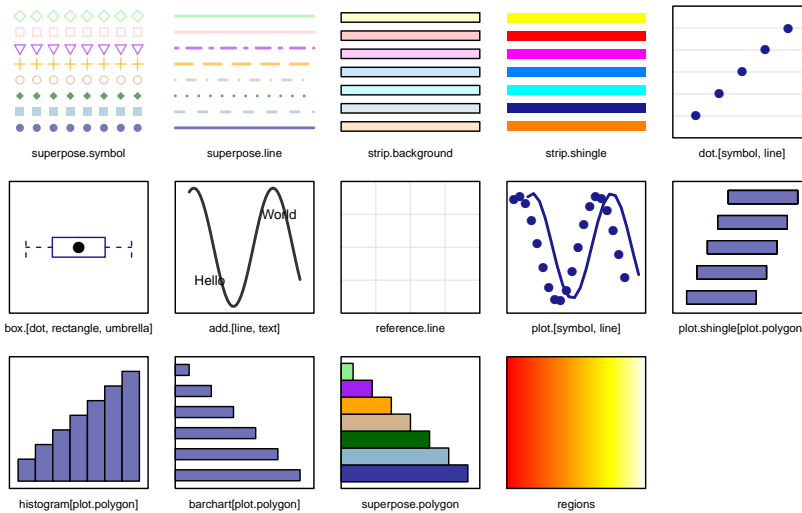 superpose.symbol
superpose.line
strip.background
strip.shingle
dot.[symbol, line]
World
Hello
box.[dot, rectangle, umbrella]
add.[line, text]
reference.line
plot.[symbol, line]
plot.shingle[plot.polygon
histogram[plot.polygon]
barchart[plot.polygon]
superpose.polygon
regions